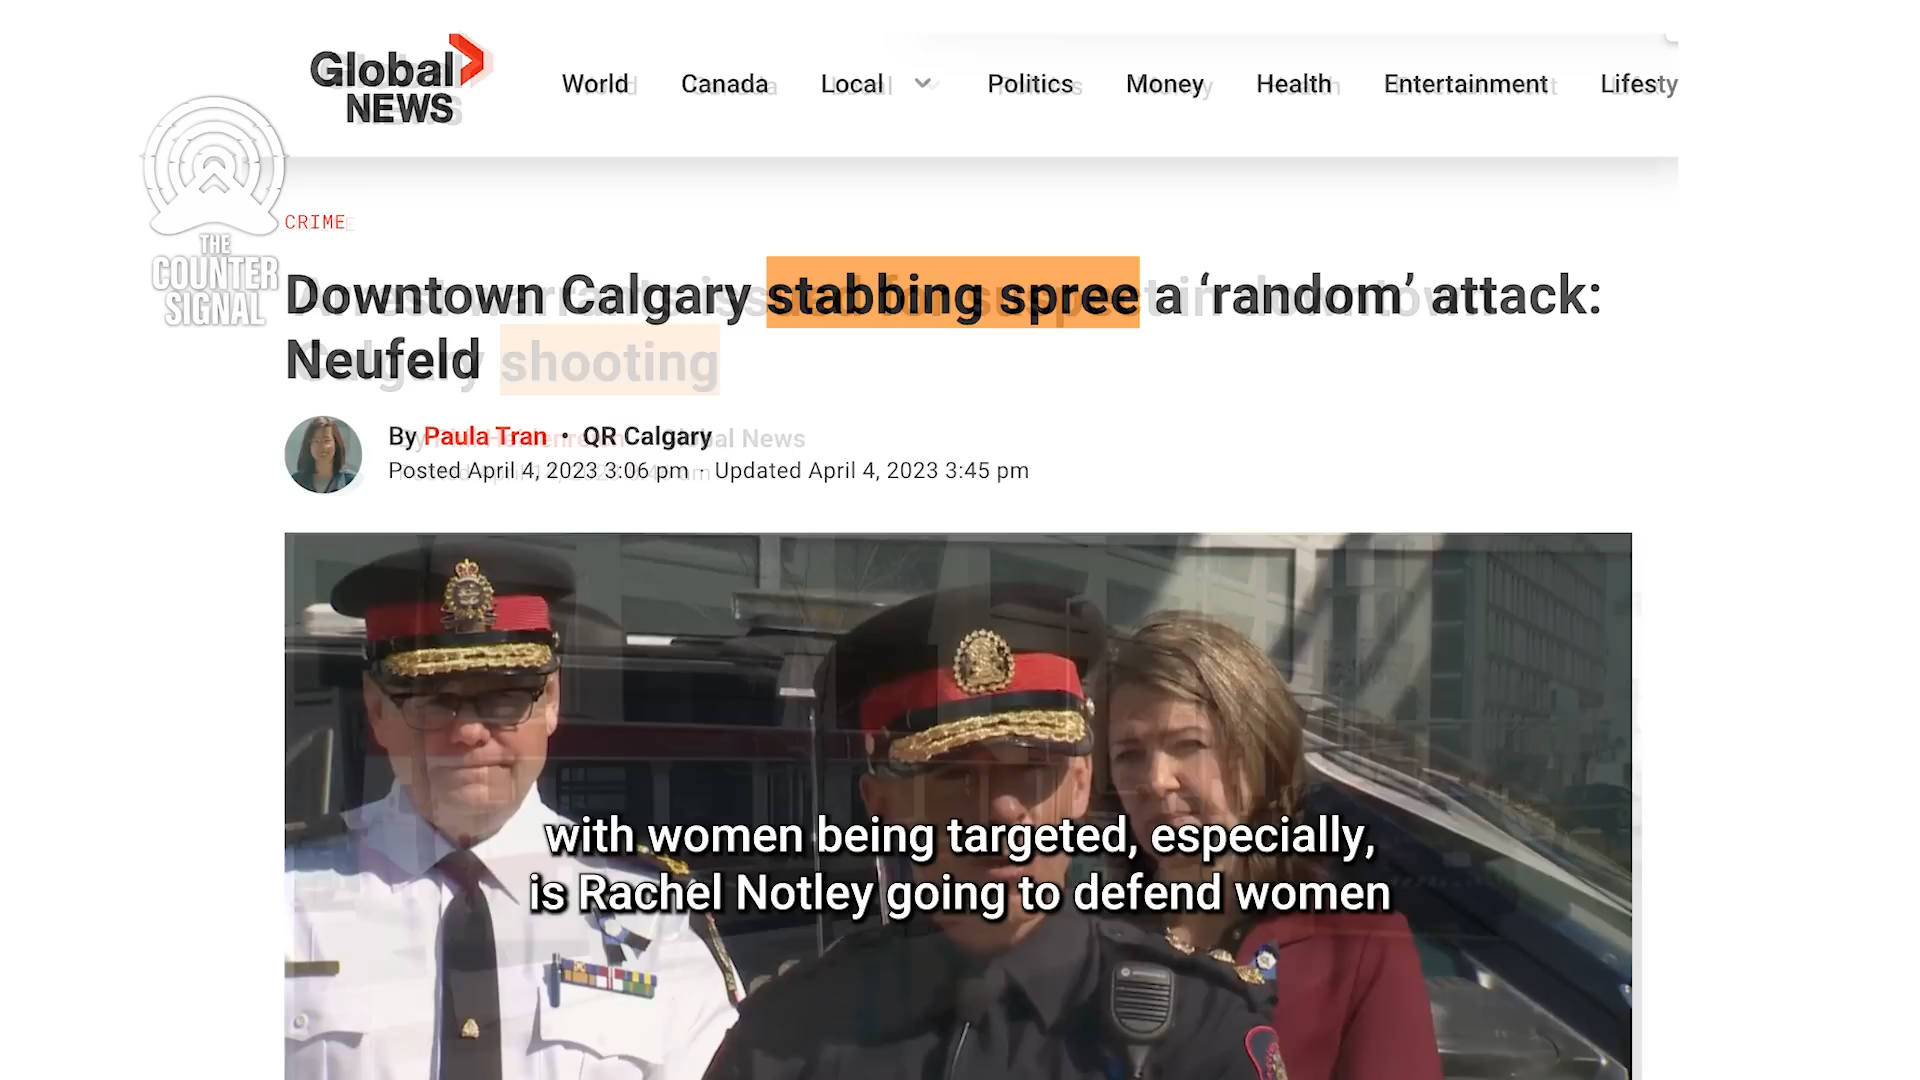 Global
NEWS
World Canada Local Politics Money Health Entertainment Lifesty
THE
COUNTER
SIGNAL
CRIME
Downtown Calgary stabbing spree a ‘random’ attack:
Neufeld
shooting
By Paula Tran • QR Calgary
Posted April 4, 2023 3:06 pm · Updated April 4, 2023 3:45 pm
with women being targeted, especially,
is Rachel Notley going to defend women